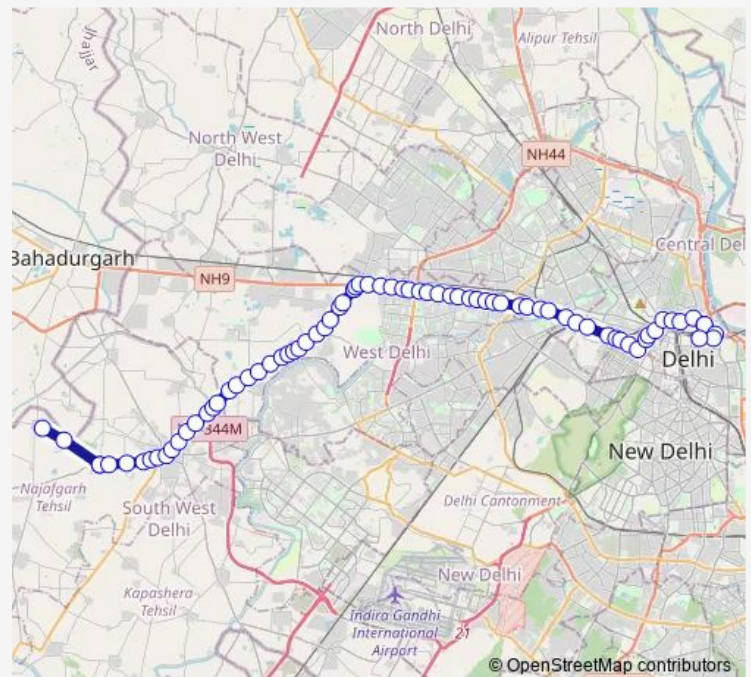 North Delhi
Alipur Tehsil
Jhajjar
North West
Delhi
NH44
Central Del
Bahadurgarh
NH9
West Delhi
Delhi
344M
New Delhi
Najafgarh
Tehsil
South West
Delhi
Delhi Cantonment
New Delhi
Kapashera
Tehsil
Indira Gandhi
International
Airport
21
© OpenStreetMap contributors